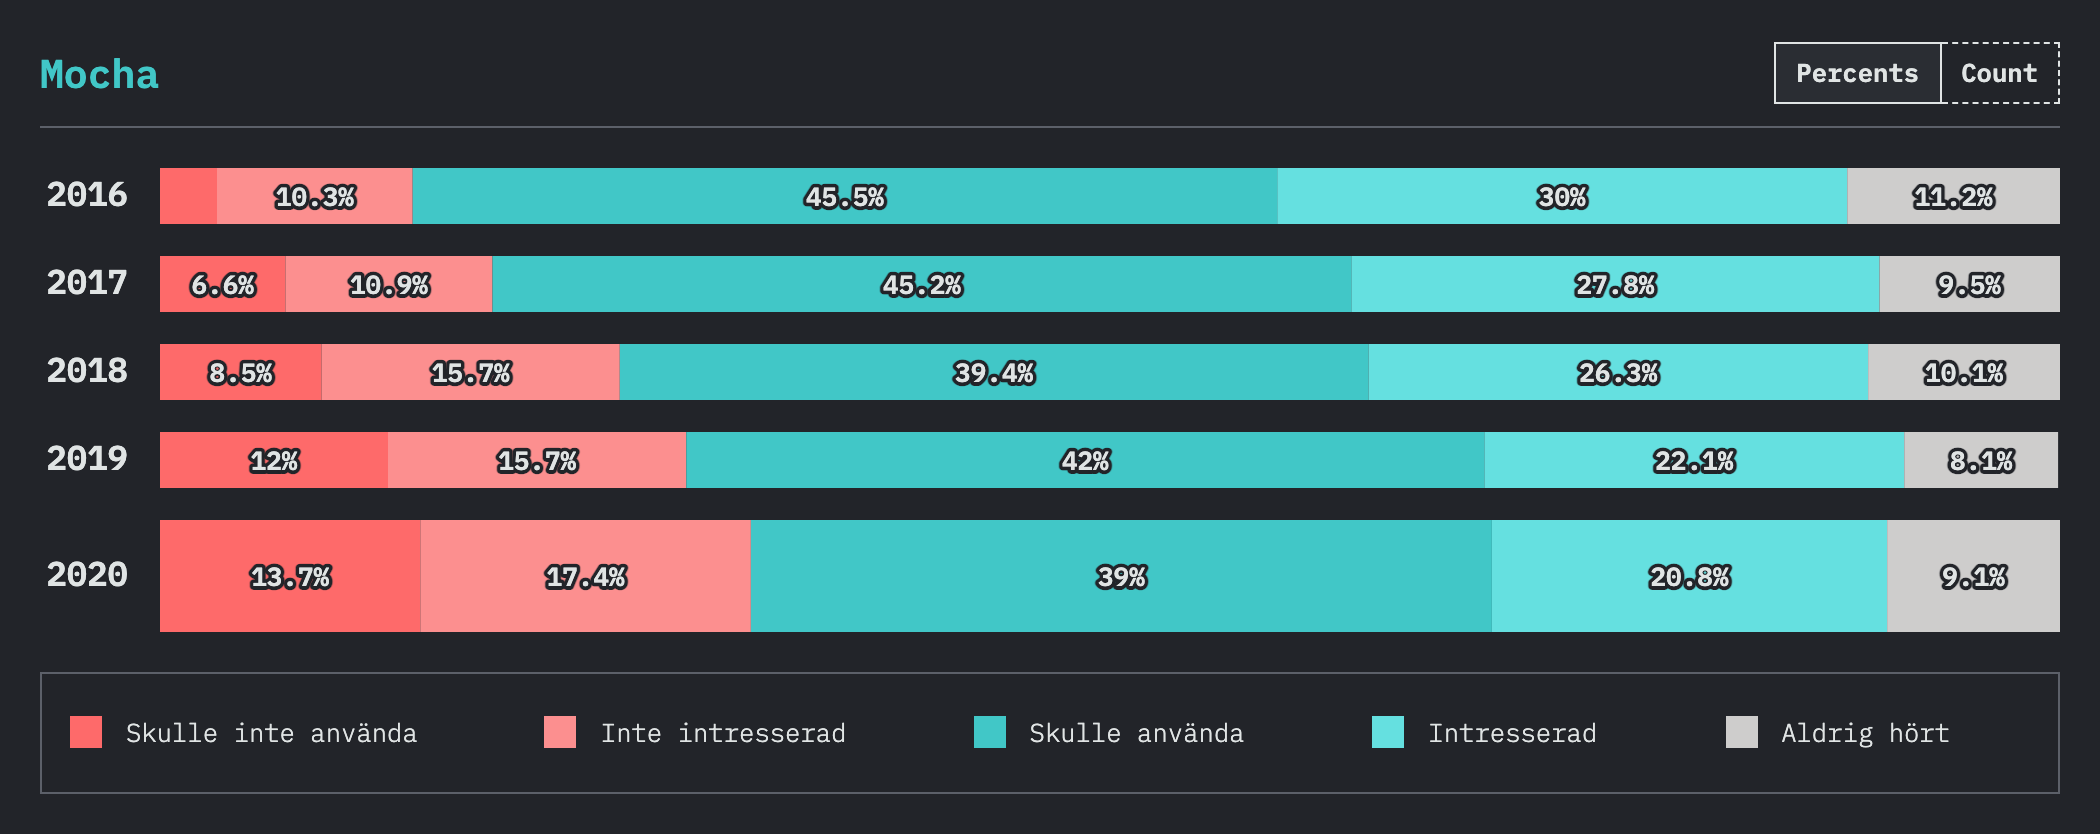 Mocha
Percents Count
2016 10.3% 45.5% 30% 11.2%
2017 6.6% 10.9% 45.2% 27.8% 9.5%
2018 8.5% 15.7% 39.4% 26.3% 10.1%
2019 12% 15.7% 42% 22.1% 8.1%
2020 13.7% 17.4% 39% 20.8% 9.1%
Skulle inte använda Inte intresserad Skulle använda Intresserad Aldrig hört